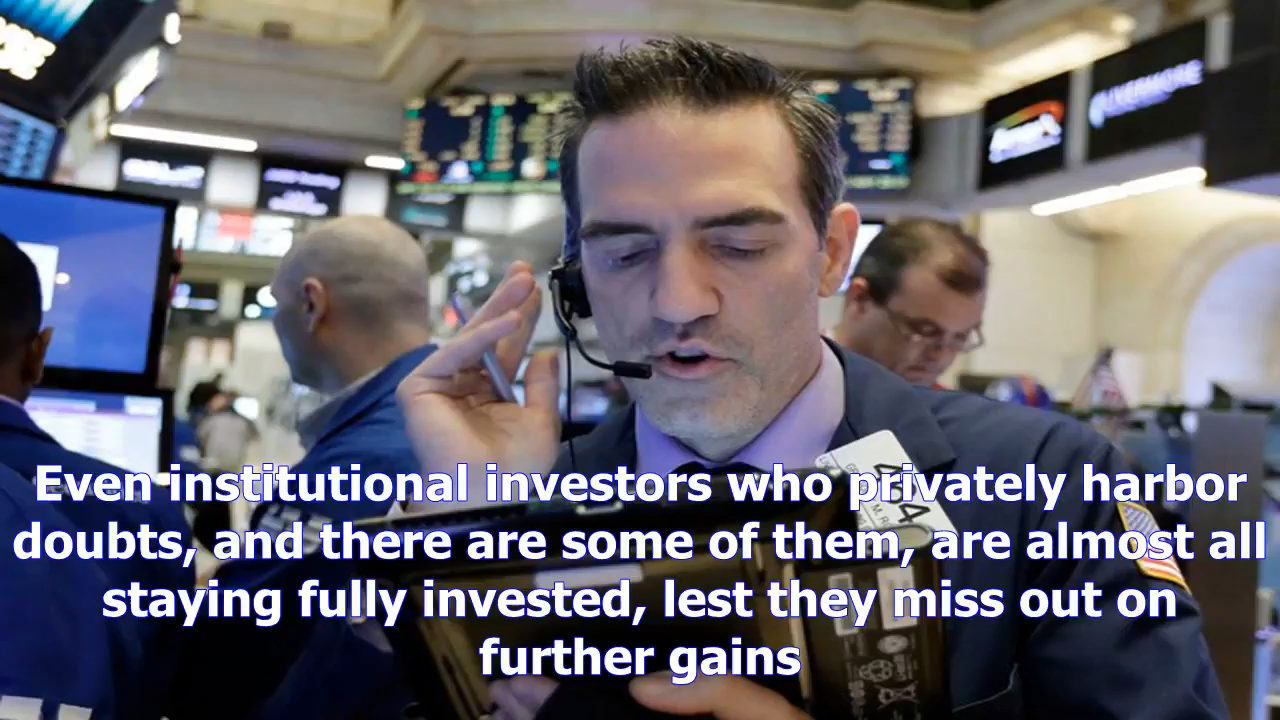 LIVERMORE
Even institutional investors who privately harbor
doubts, and there are some of them, are almost all
staying fully invested, lest they miss out on
further gains